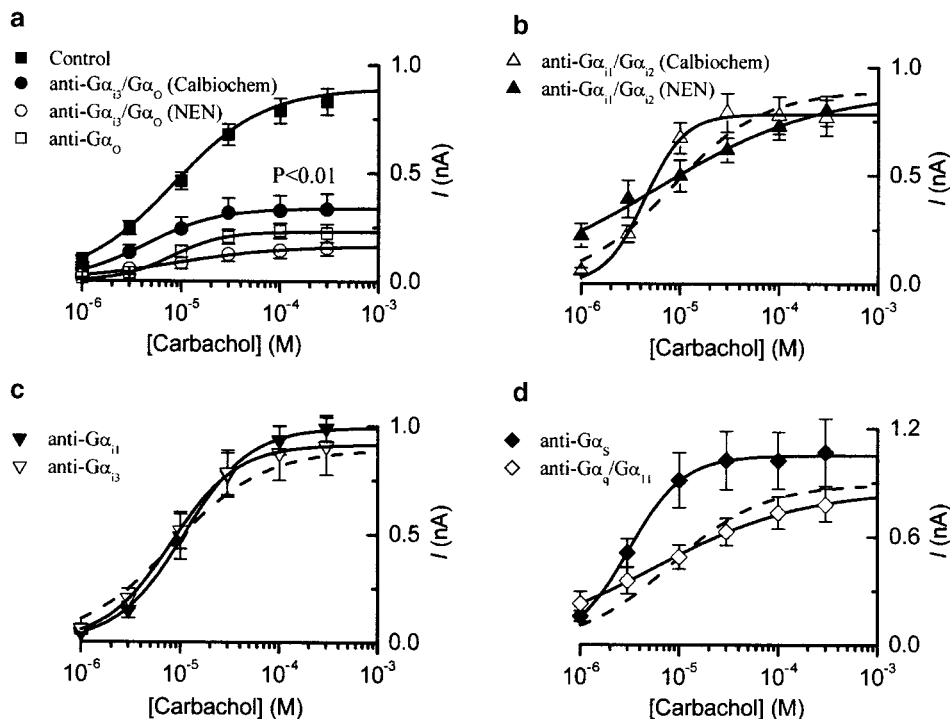 a
Control
anti-Gαi3/GαO (Calbiochem)
anti-Gαi3/GαO (NEN)
anti-GαO
P<0.01
1.0
0.5
0.0
I (nA)
10⁻⁶ 10⁻⁵ 10⁻⁴ 10⁻³
[Carbachol] (M)
b
anti-Gαi1/Gαi2 (Calbiochem)
anti-Gαi1/Gαi2 (NEN)
1.0
0.5
0.0
I (nA)
10⁻⁶ 10⁻⁵ 10⁻⁴ 10⁻³
[Carbachol] (M)
c
anti-Gαi1
anti-Gαi3
1.0
0.5
0.0
I (nA)
10⁻⁶ 10⁻⁵ 10⁻⁴ 10⁻³
[Carbachol] (M)
d
anti-GαS
anti-Gαq/Gα11
1.2
0.6
0.0
I (nA)
10⁻⁶ 10⁻⁵ 10⁻⁴ 10⁻³
[Carbachol] (M)